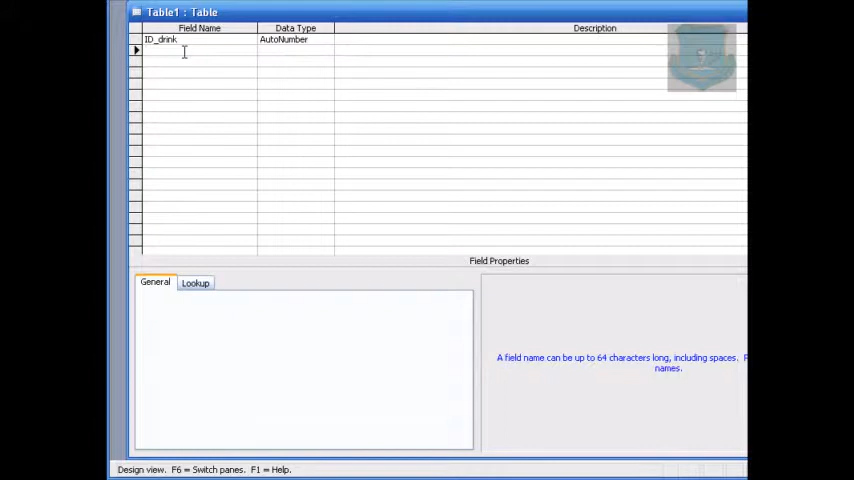 Table1 : Table
Field Name Data Type Description
ID_drink AutoNumber
Field Properties
General Lookup
A field name can be up to 64 characters long, including spaces.
names.
Design view. F6 = Switch panes. F1 = Help.